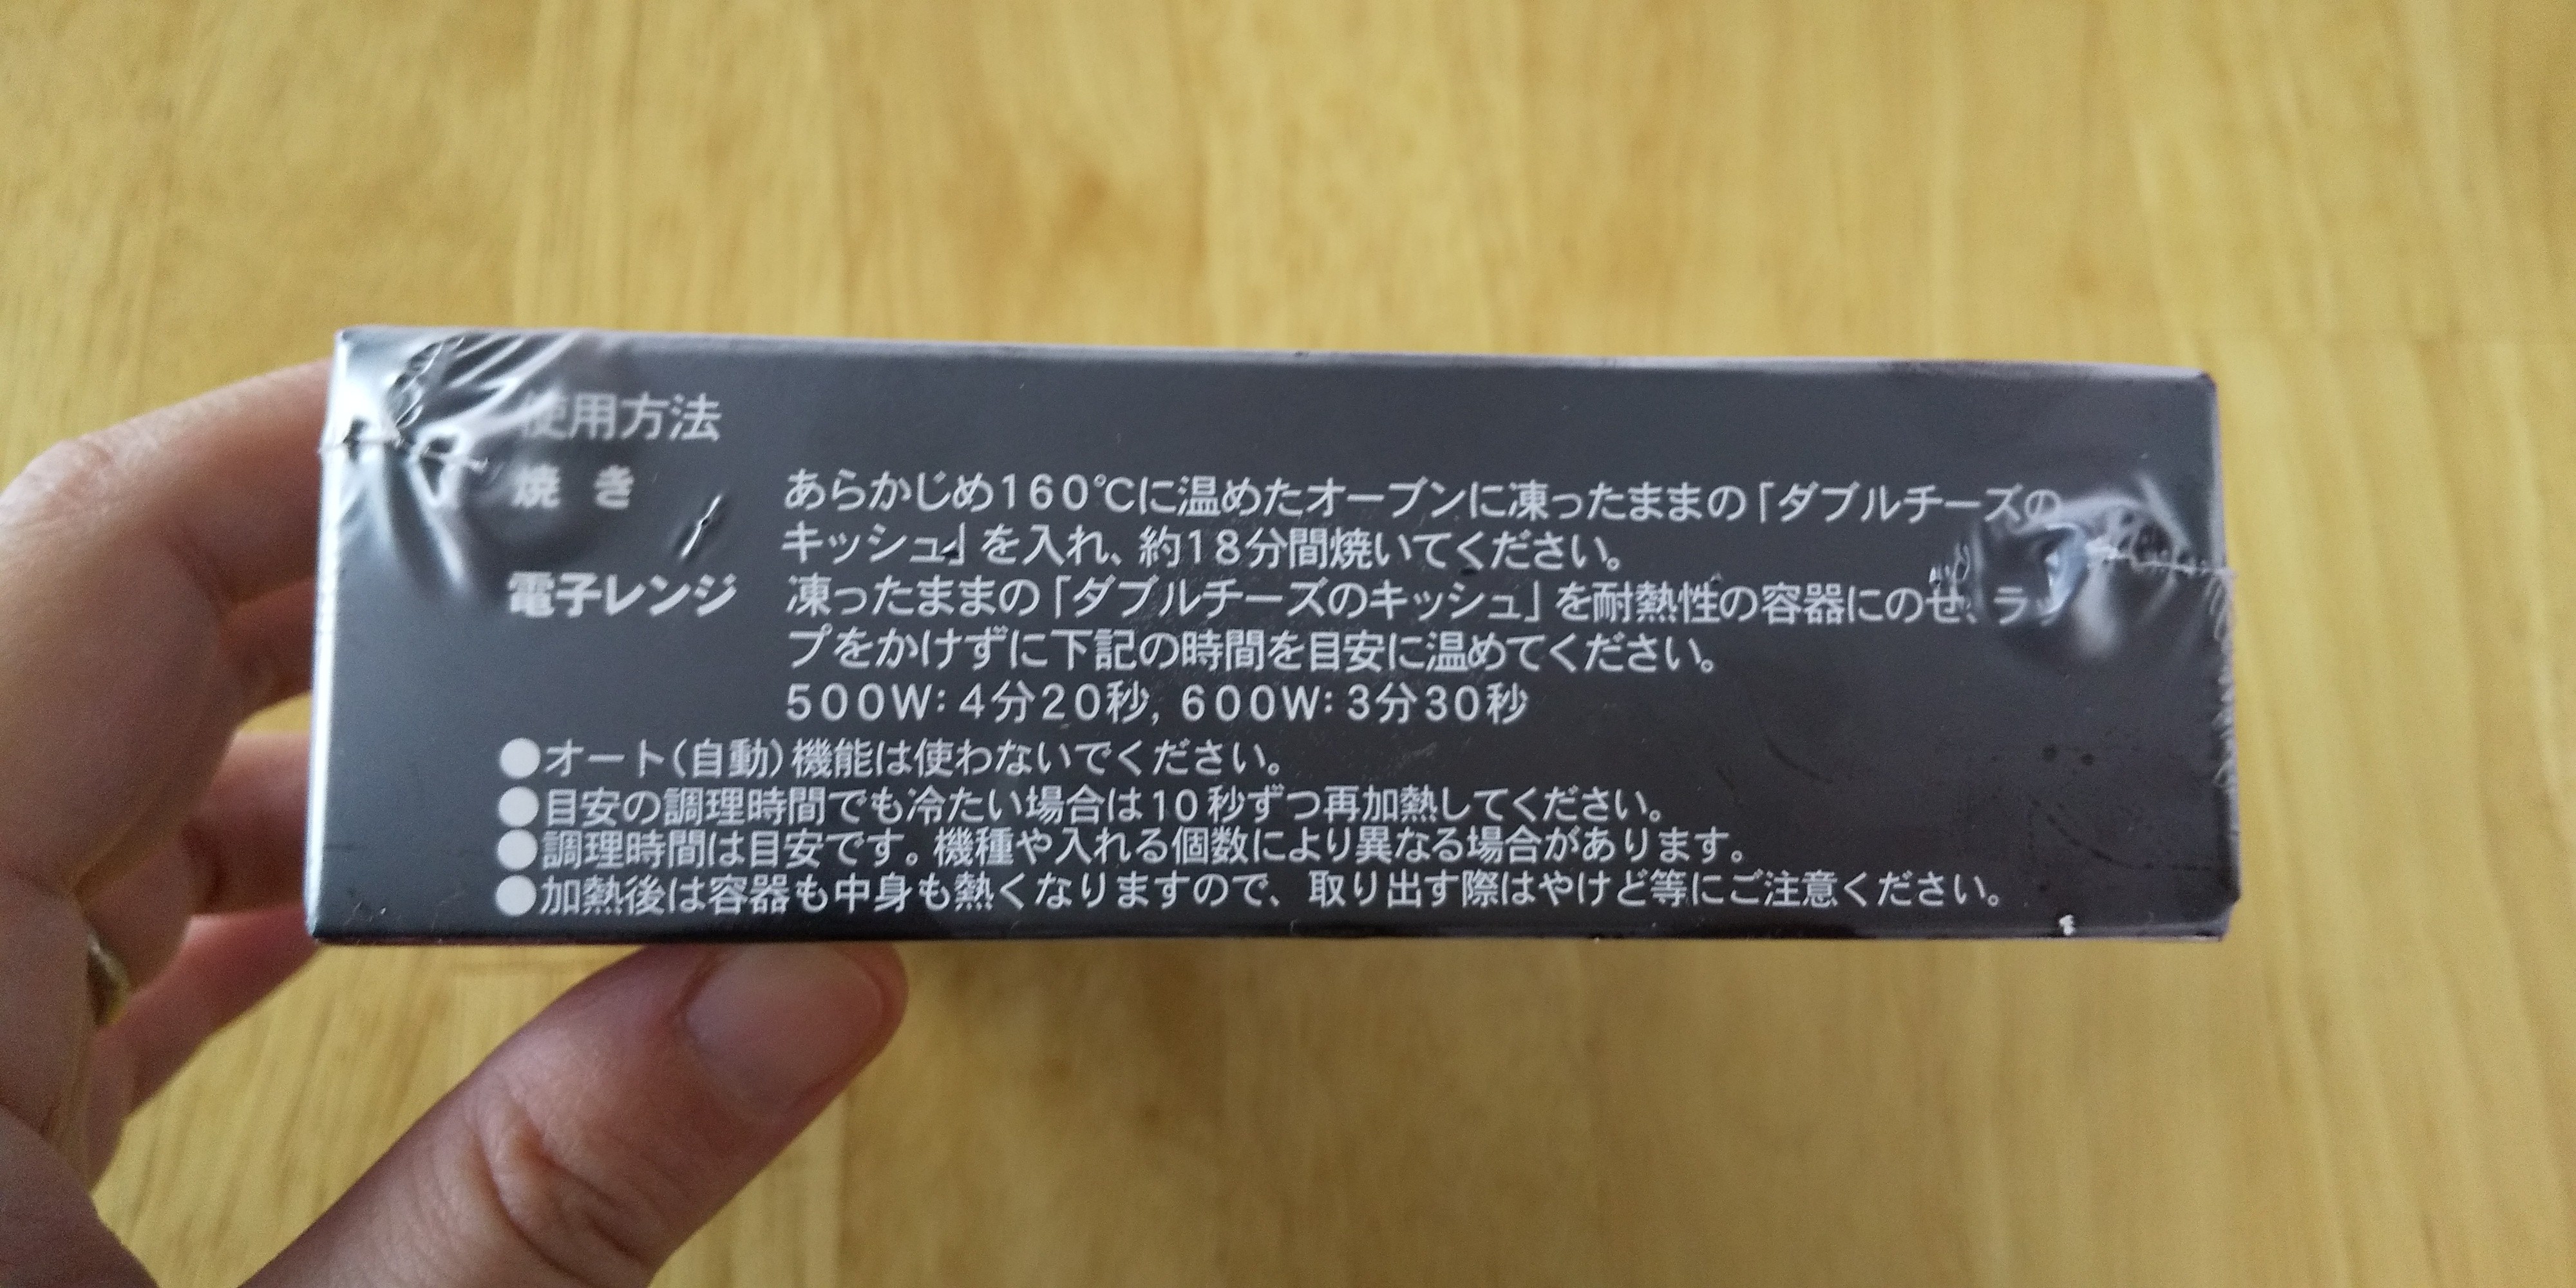 使用方法
焼き
あらかじめ160℃に温めたオーブンに凍ったままの「ダブルチーズの
キッシュ」を入れ、約18分間焼いてください。
電子レンジ 凍ったままの「ダブルチーズのキッシュ」を耐熱性の容器にのせ、ラッ
プをかけずに下記の時間を目安に温めてください。
500W:4分20秒, 600W:3分30秒
●オート(自動)機能は使わないでください。
●目安の調理時間でも冷たい場合は10秒ずつ再加熱してください。
●調理時間は目安です。機種や入れる個数により異なる場合があります。
●加熱後は容器も中身も熱くなりますので、取り出す際はやけど等にご注意ください。